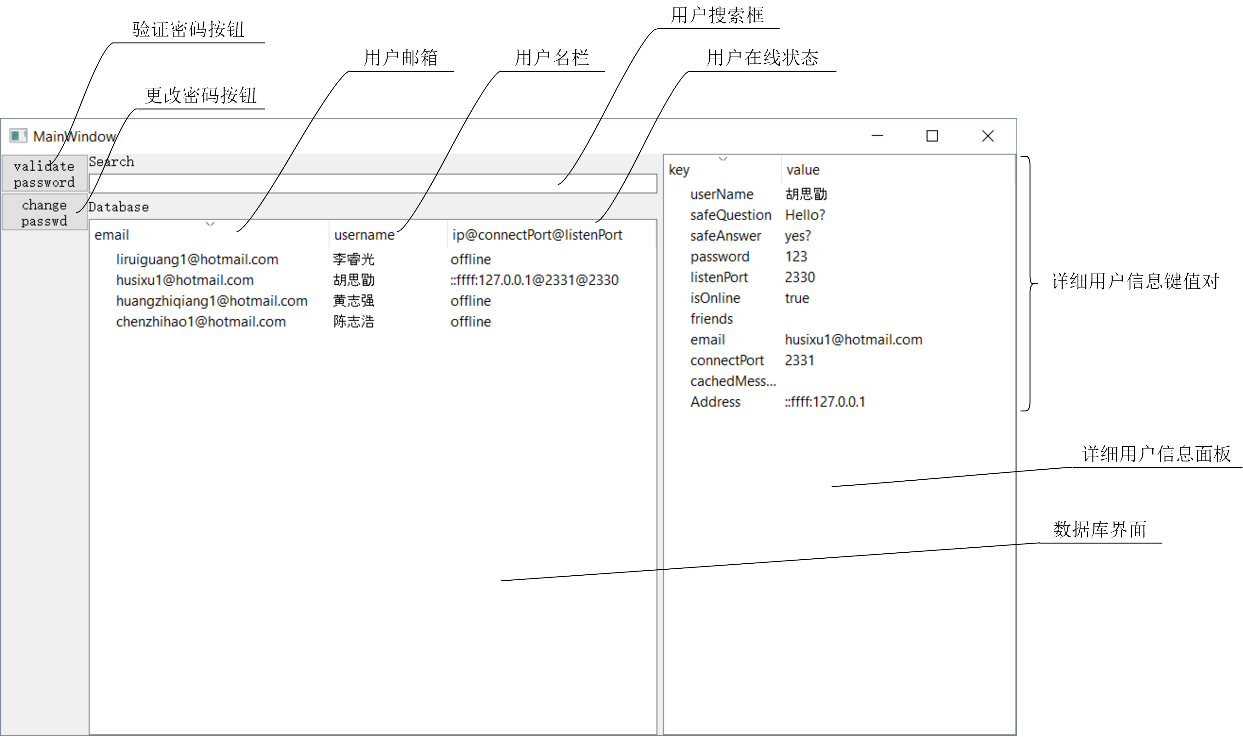 用户搜索框
验证密码按钮
用户邮箱
用户名栏
用户在线状态
更改密码按钮
MainWindow
validate
password
change
passwd
Search
Database
email username ip@connectPort@listenPort
liruiguang1@hotmail.com 李睿光 offline
husixu1@hotmail.com 胡思勖 ::ffff:127.0.0.1@2331@2330
huangzhiqiang1@hotmail.com 黄志强 offline
chenzhihao1@hotmail.com 陈志浩 offline
key value
userName 胡思勖
safeQuestion Hello?
safeAnswer yes?
password 123
listenPort 2330
isOnline true
friends
email husixu1@hotmail.com
connectPort 2331
cachedMess...
Address ::ffff:127.0.0.1
详细用户信息键值对
详细用户信息面板
数据库界面